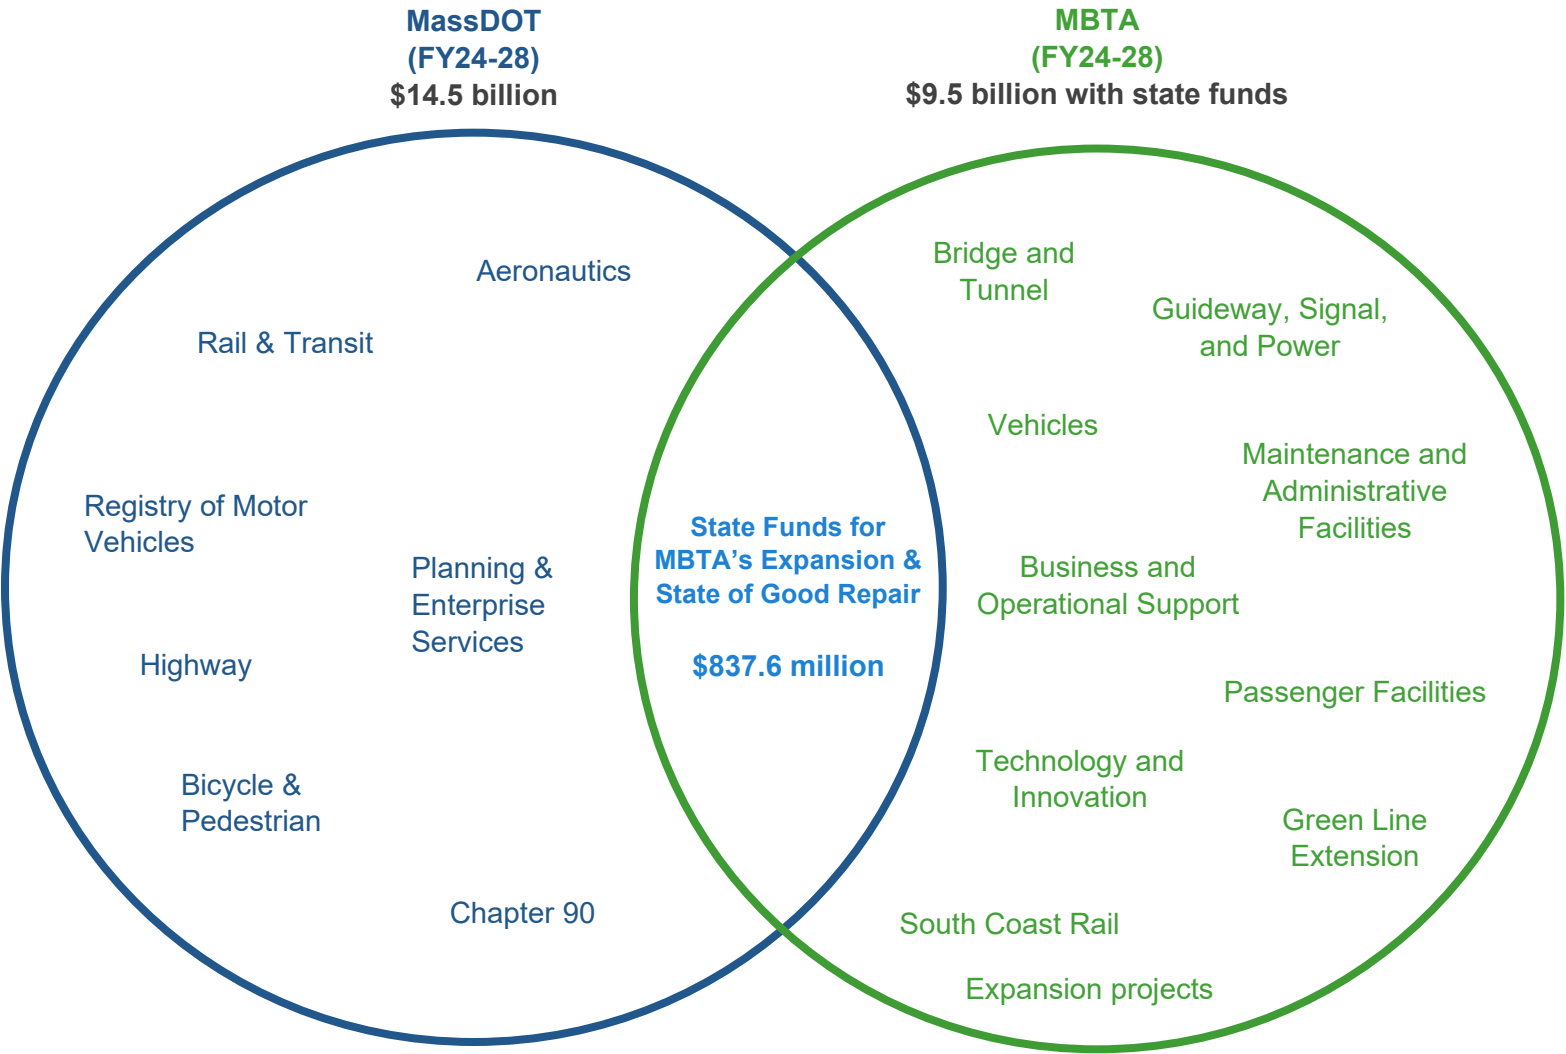 MassDOT
(FY24-28)
$14.5 billion
MBTA
(FY24-28)
$9.5 billion with state funds
Aeronautics
Rail & Transit
Registry of Motor
Vehicles
Planning &
Enterprise
Services
Highway
Bicycle &
Pedestrian
Chapter 90
State Funds for
MBTA’s Expansion &
State of Good Repair
$837.6 million
Bridge and
Tunnel
Guideway, Signal,
and Power
Vehicles
Maintenance and
Administrative
Facilities
Business and
Operational Support
Passenger Facilities
Technology and
Innovation
Green Line
Extension
South Coast Rail
Expansion projects